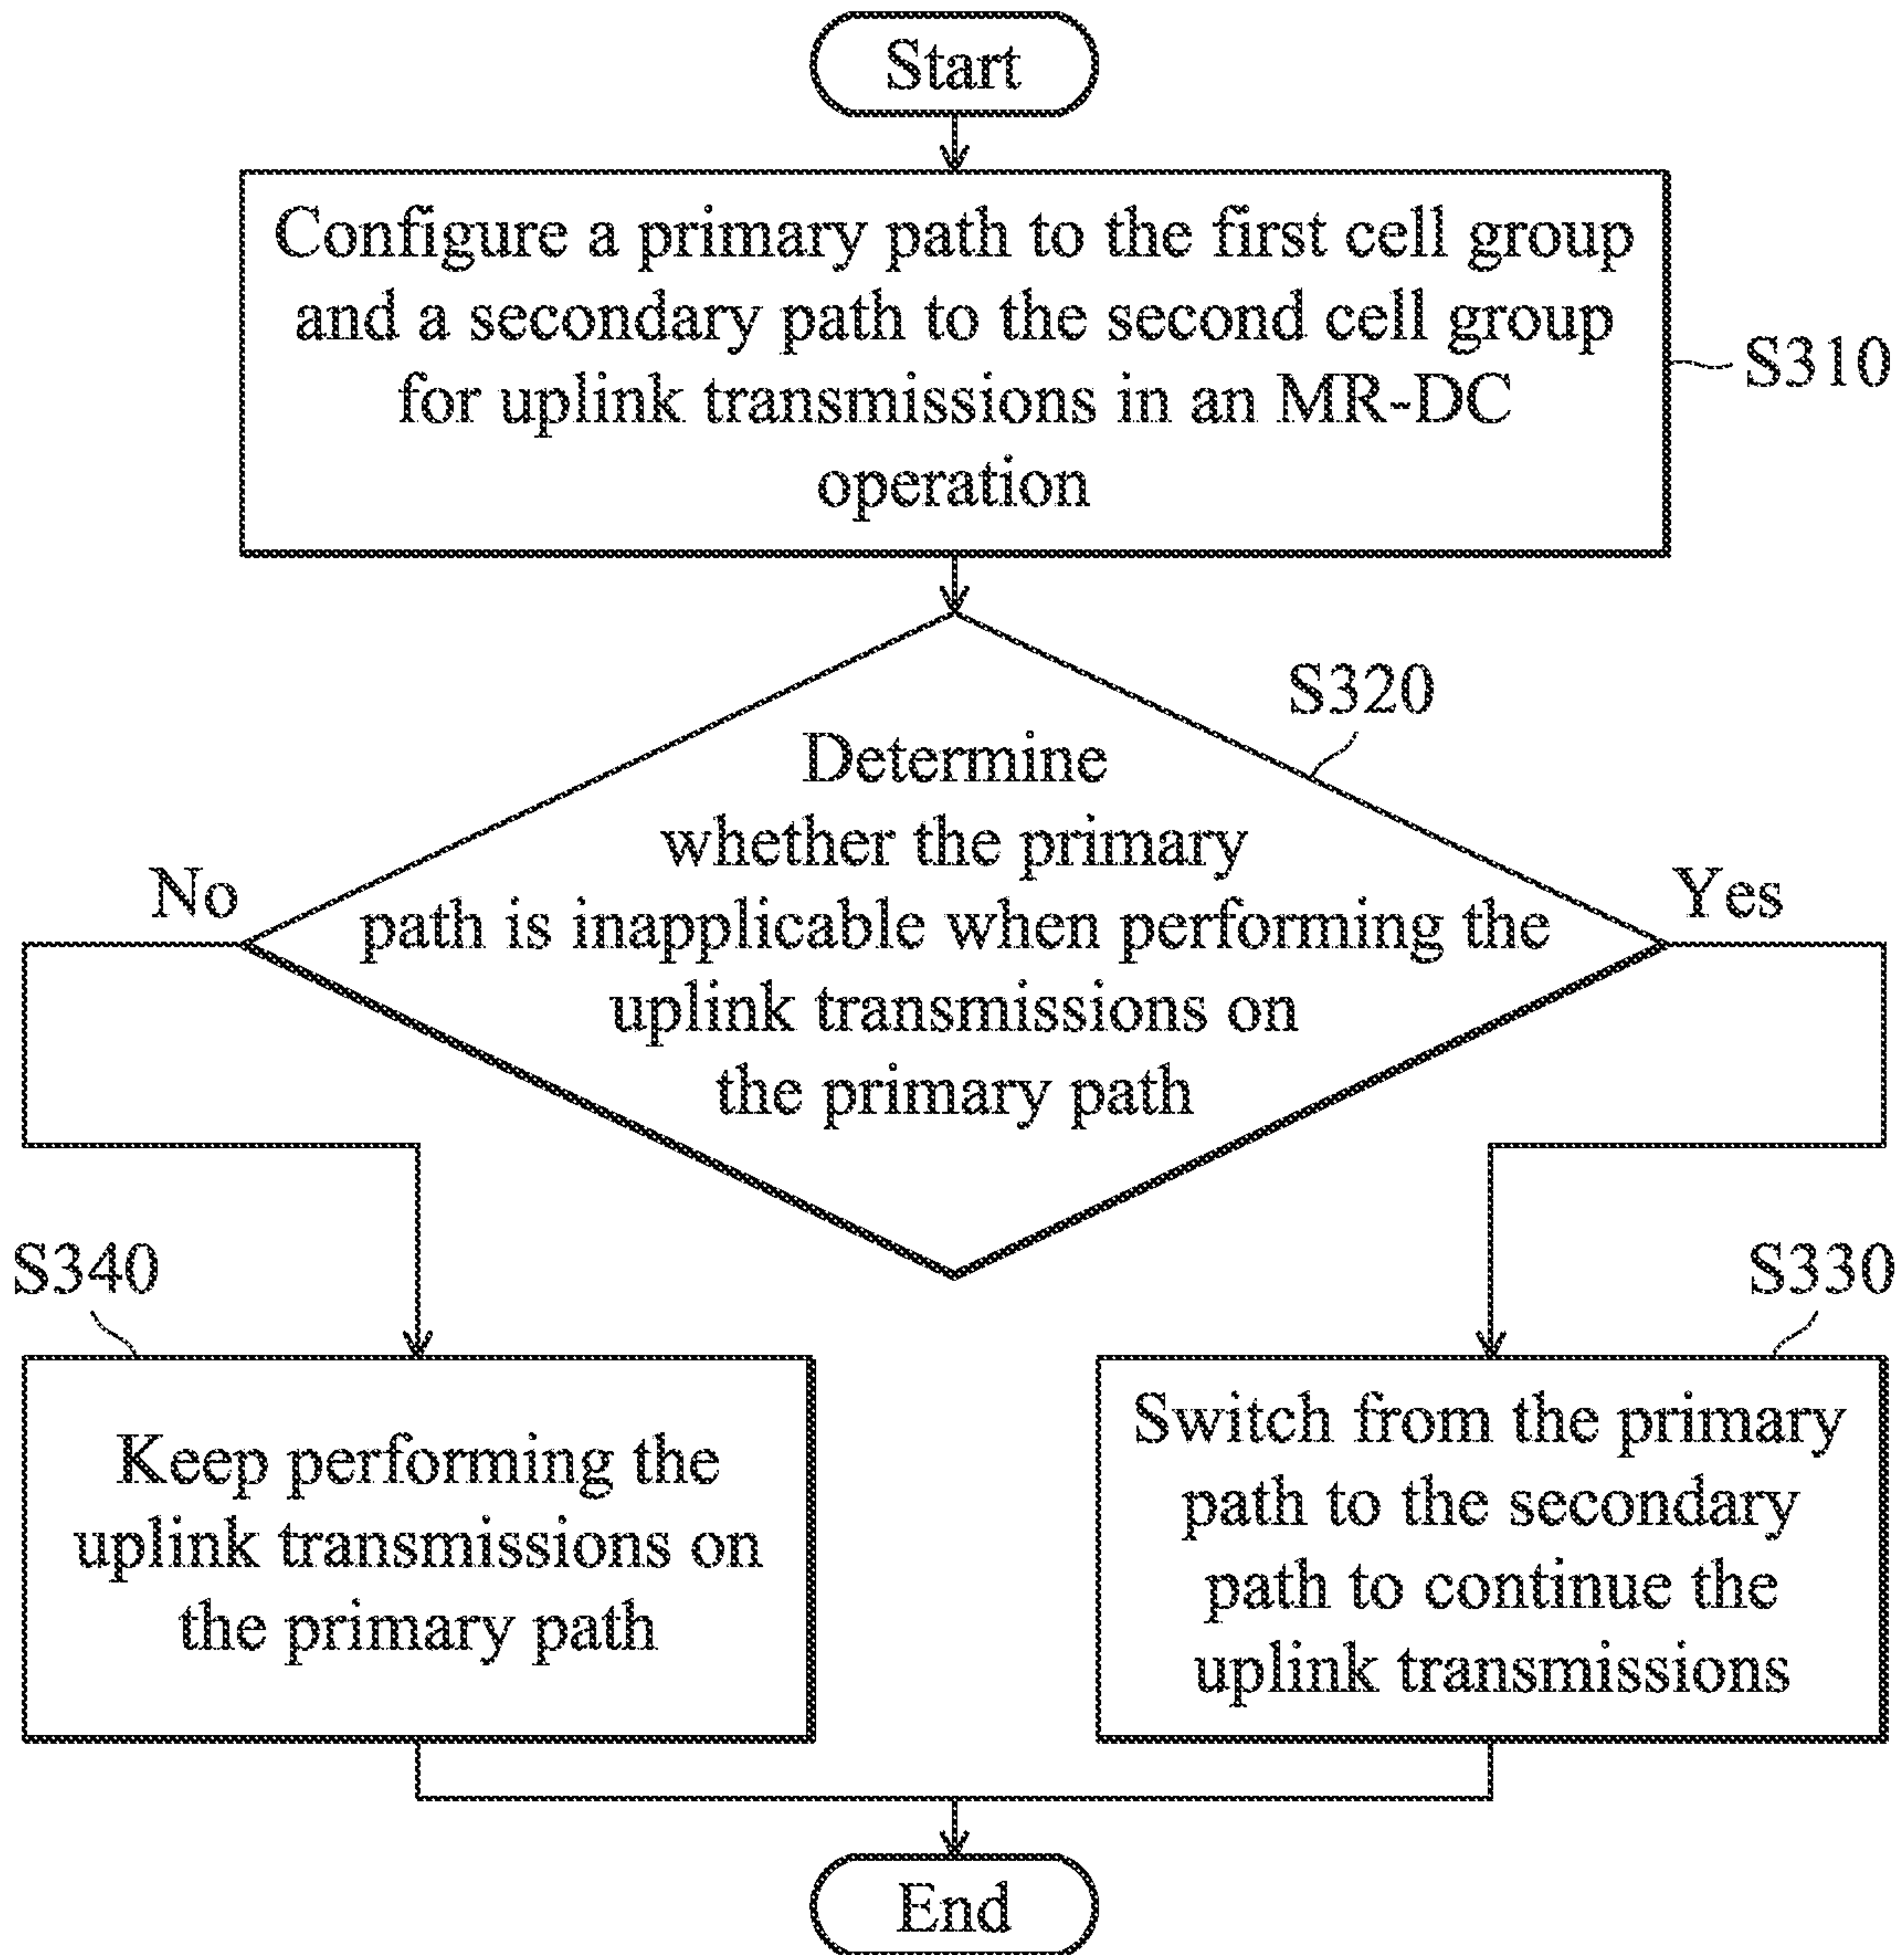 Start
Configure a primary path to the first cell group
and a secondary path to the second cell group
for uplink transmissions in an MR-DC
operation
S310
S320
Determine
whether the primary
path is inapplicable when performing the
uplink transmissions on
the primary path
No
Yes
S340
S330
Keep performing the
uplink transmissions on
the primary path
Switch from the primary
path to the secondary
path to continue the
uplink transmissions
End